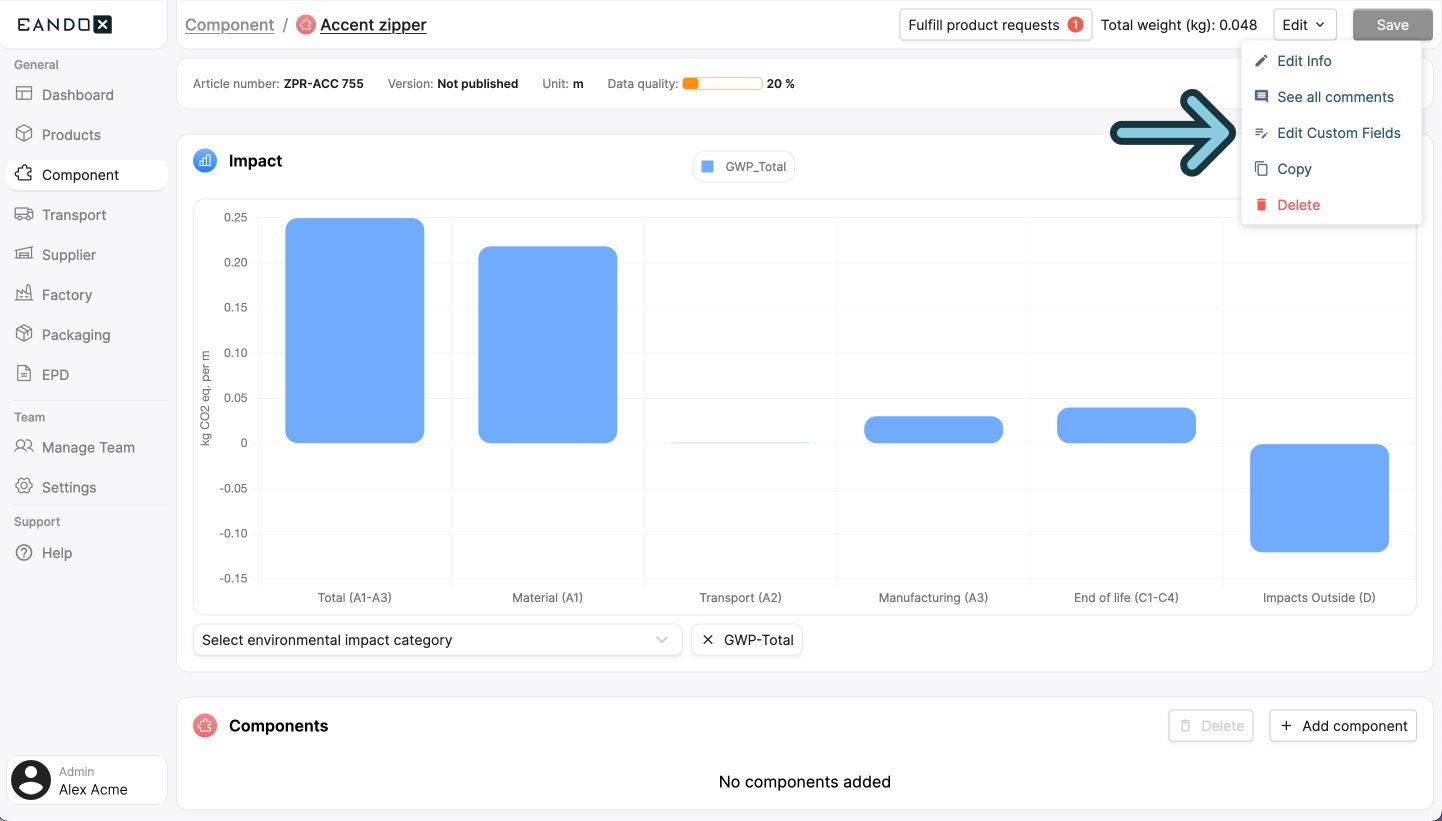 EANDOX
General
Dashboard
Products
Component
Transport
Supplier
Factory
Packaging
EPD
Team
Manage Team
Settings
Support
Help
Admin
Alex Acme
Component / Accent zipper
Fulfill product requests 1 Total weight (kg): 0.048 Edit Save
Edit Info
See all comments
Edit Custom Fields
Copy
Delete
Article number: ZPR-ACC 755 Version: Not published Unit: m Data quality: 20 %
Impact
GWP_Total
kg CO2 eq. per m
0.25
0.20
0.15
0.10
0.05
0
-0.05
-0.10
-0.15
Total (A1-A3) Material (A1) Transport (A2) Manufacturing (A3) End of life (C1-C4) Impacts Outside (D)
Select environmental impact category GWP-Total
Components
Delete + Add component
No components added